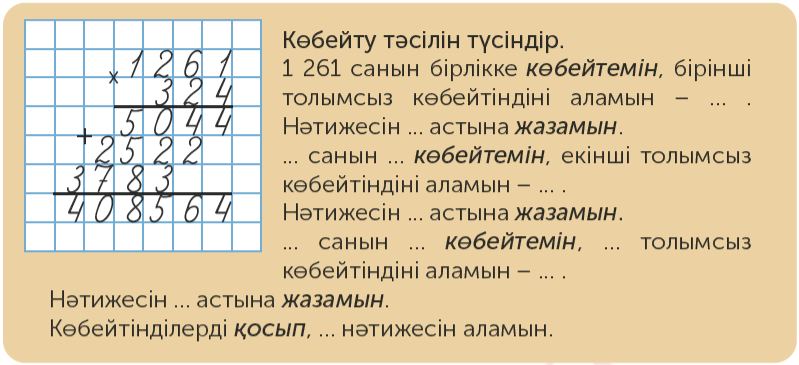 1261
× 324
5044
+ 2522
3783
408564
Көбейту тәсілін түсіндір.
1 261 санын бірлікке көбейтемін, бірінші
толымсыз көбейтіндіні аламын – ... .
Нәтижесін ... астына жазамын.
... санын ... көбейтемін, екінші толымсыз
көбейтіндіні аламын – ... .
Нәтижесін ... астына жазамын.
... санын ... көбейтемін, ... толымсыз
көбейтіндіні аламын – ... .
Нәтижесін ... астына жазамын.
Көбейтінділерді қосып, ... нәтижесін аламын.